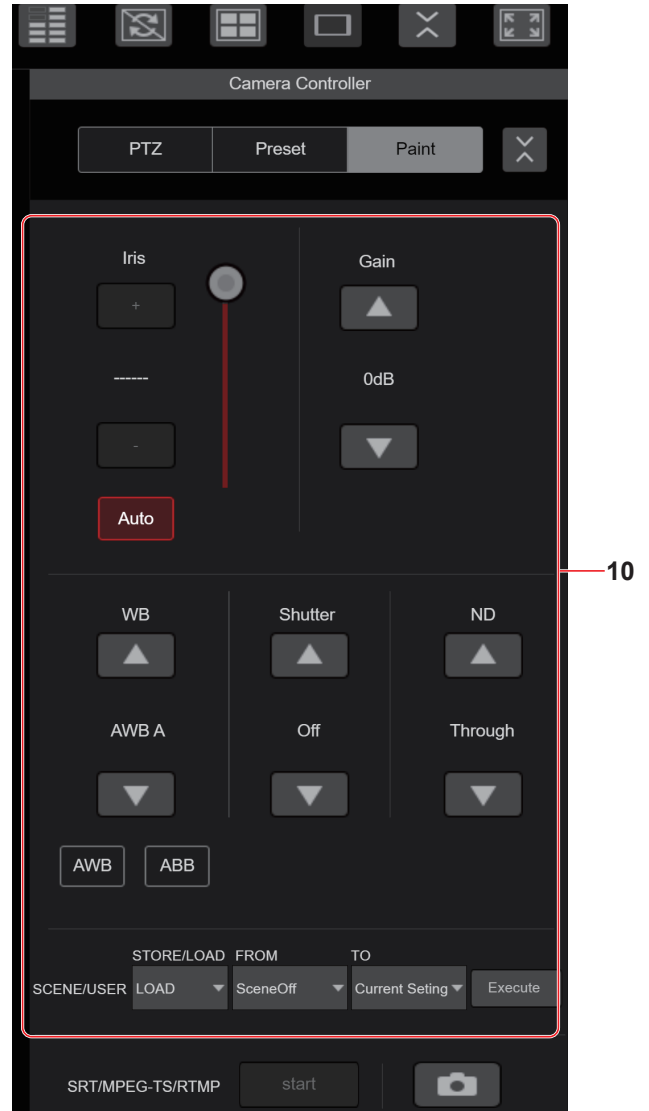 Camera Controller
PTZ Preset Paint
Iris Gain
+
------ 0dB
-
Auto
10
WB Shutter ND
AWB A Off Through
AWB ABB
STORE/LOAD FROM TO
SCENE/USER LOAD SceneOff Current Seting Execute
SRT/MPEG-TS/RTMP start